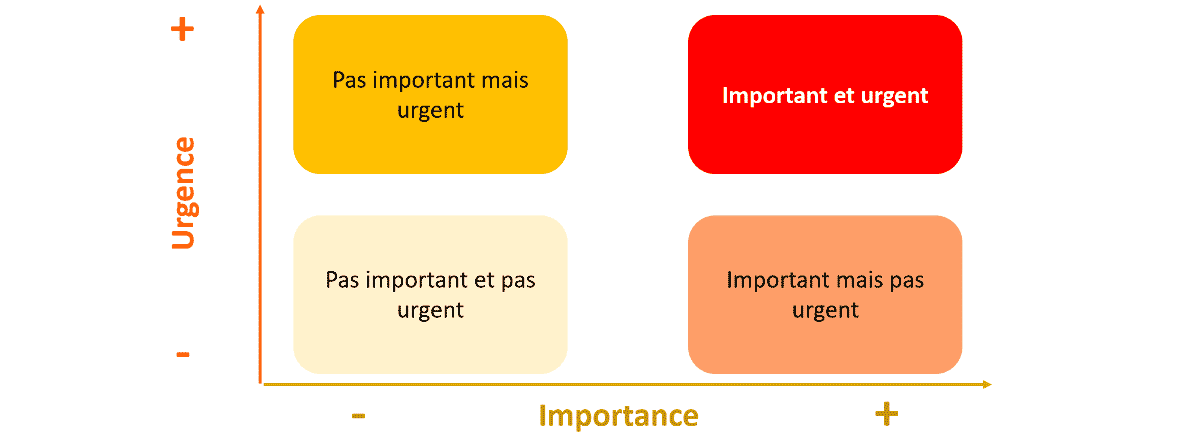 +
Pas important mais
urgent
Important et urgent
Urgence
Pas important et pas
urgent
Important mais pas
urgent
-
-
Importance
+